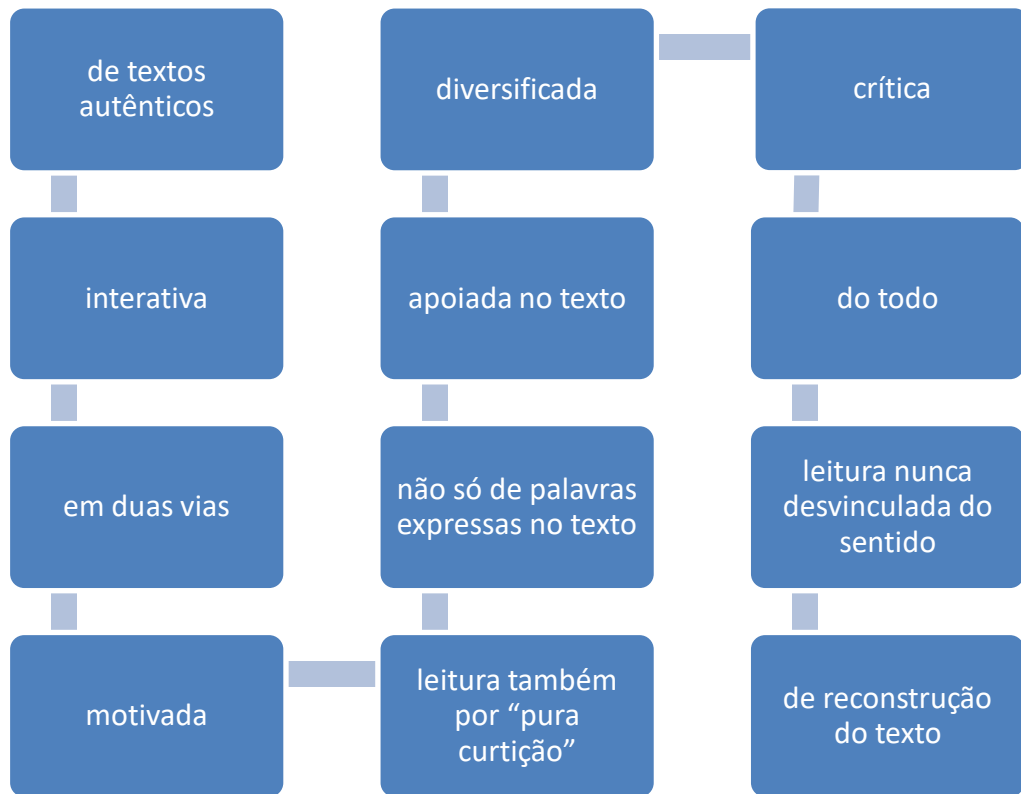 de textos
autênticos
interativa
em duas vias
motivada
leitura também
por “pura
curtição”
não só de palavras
expressas no texto
apoiada no texto
diversificada
crítica
do todo
leitura nunca
desvinculada do
sentido
de reconstrução
do texto